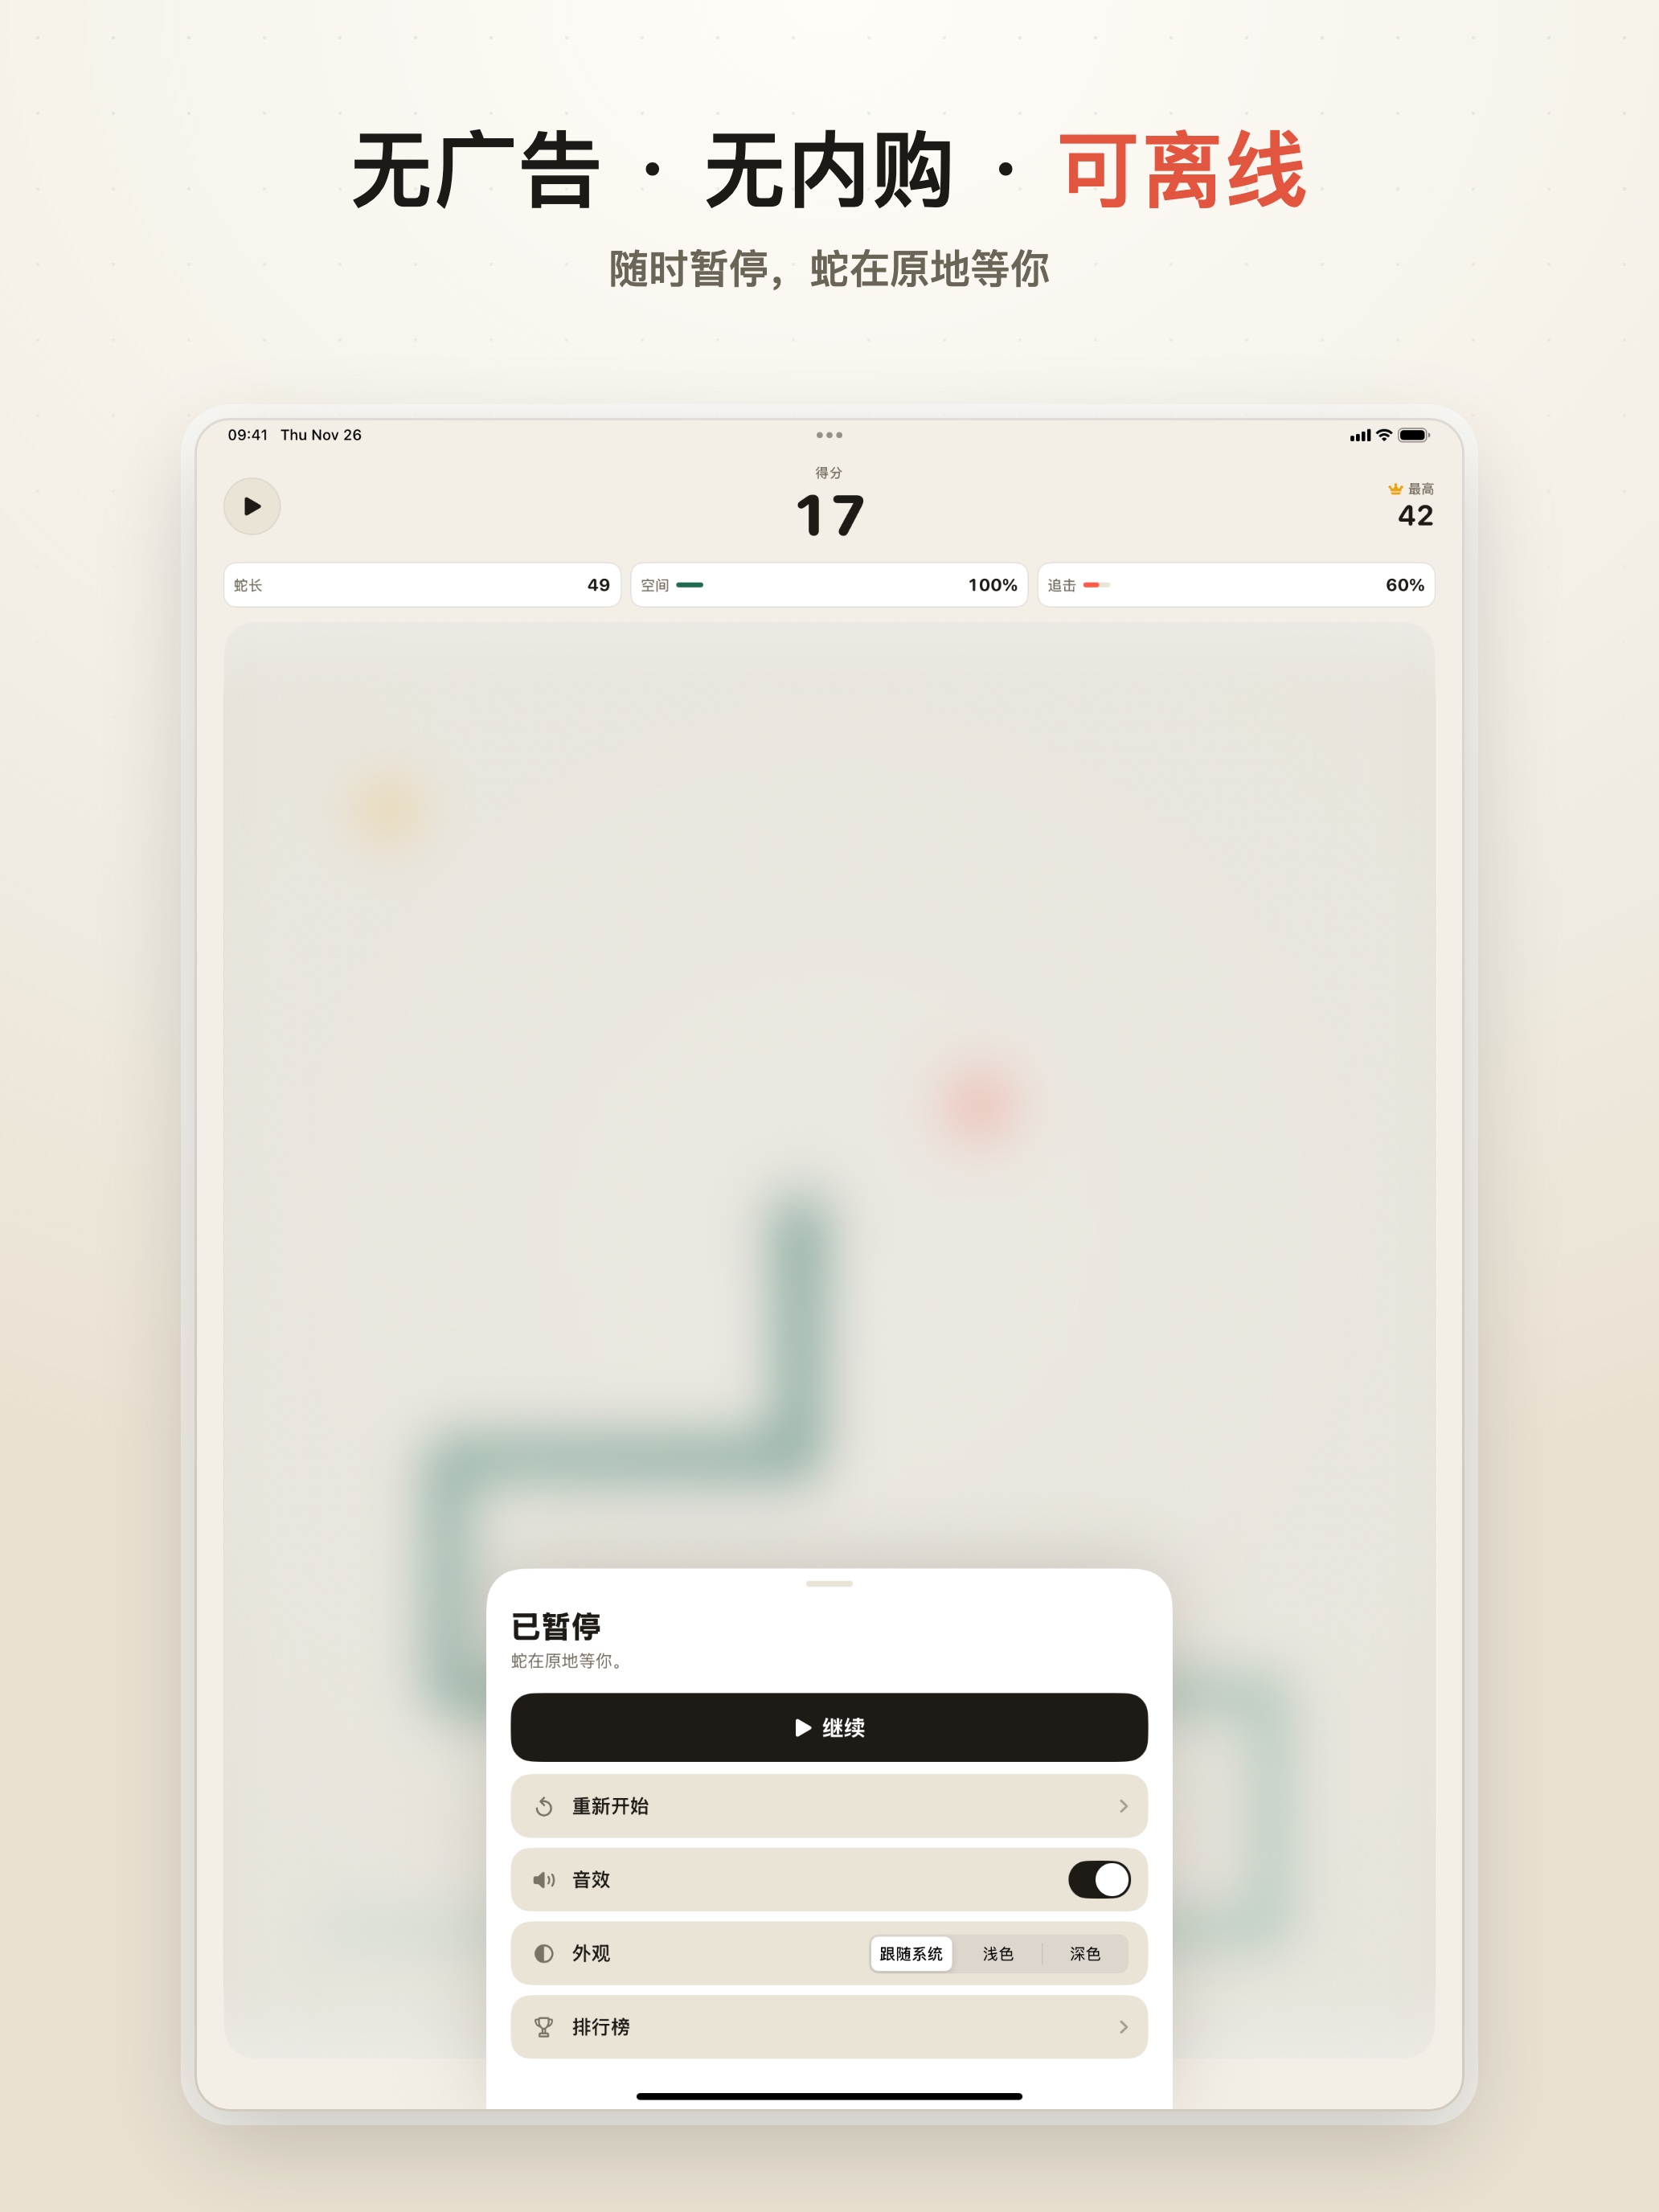 无广告 · 无内购 · 可离线
随时暂停，蛇在原地等你
09:41 Thu Nov 26
得分
17
最高
42
蛇长 49
空间 100%
追击 60%
已暂停
蛇在原地等你。
继续
重新开始
音效
外观 跟随系统 浅色 深色
排行榜